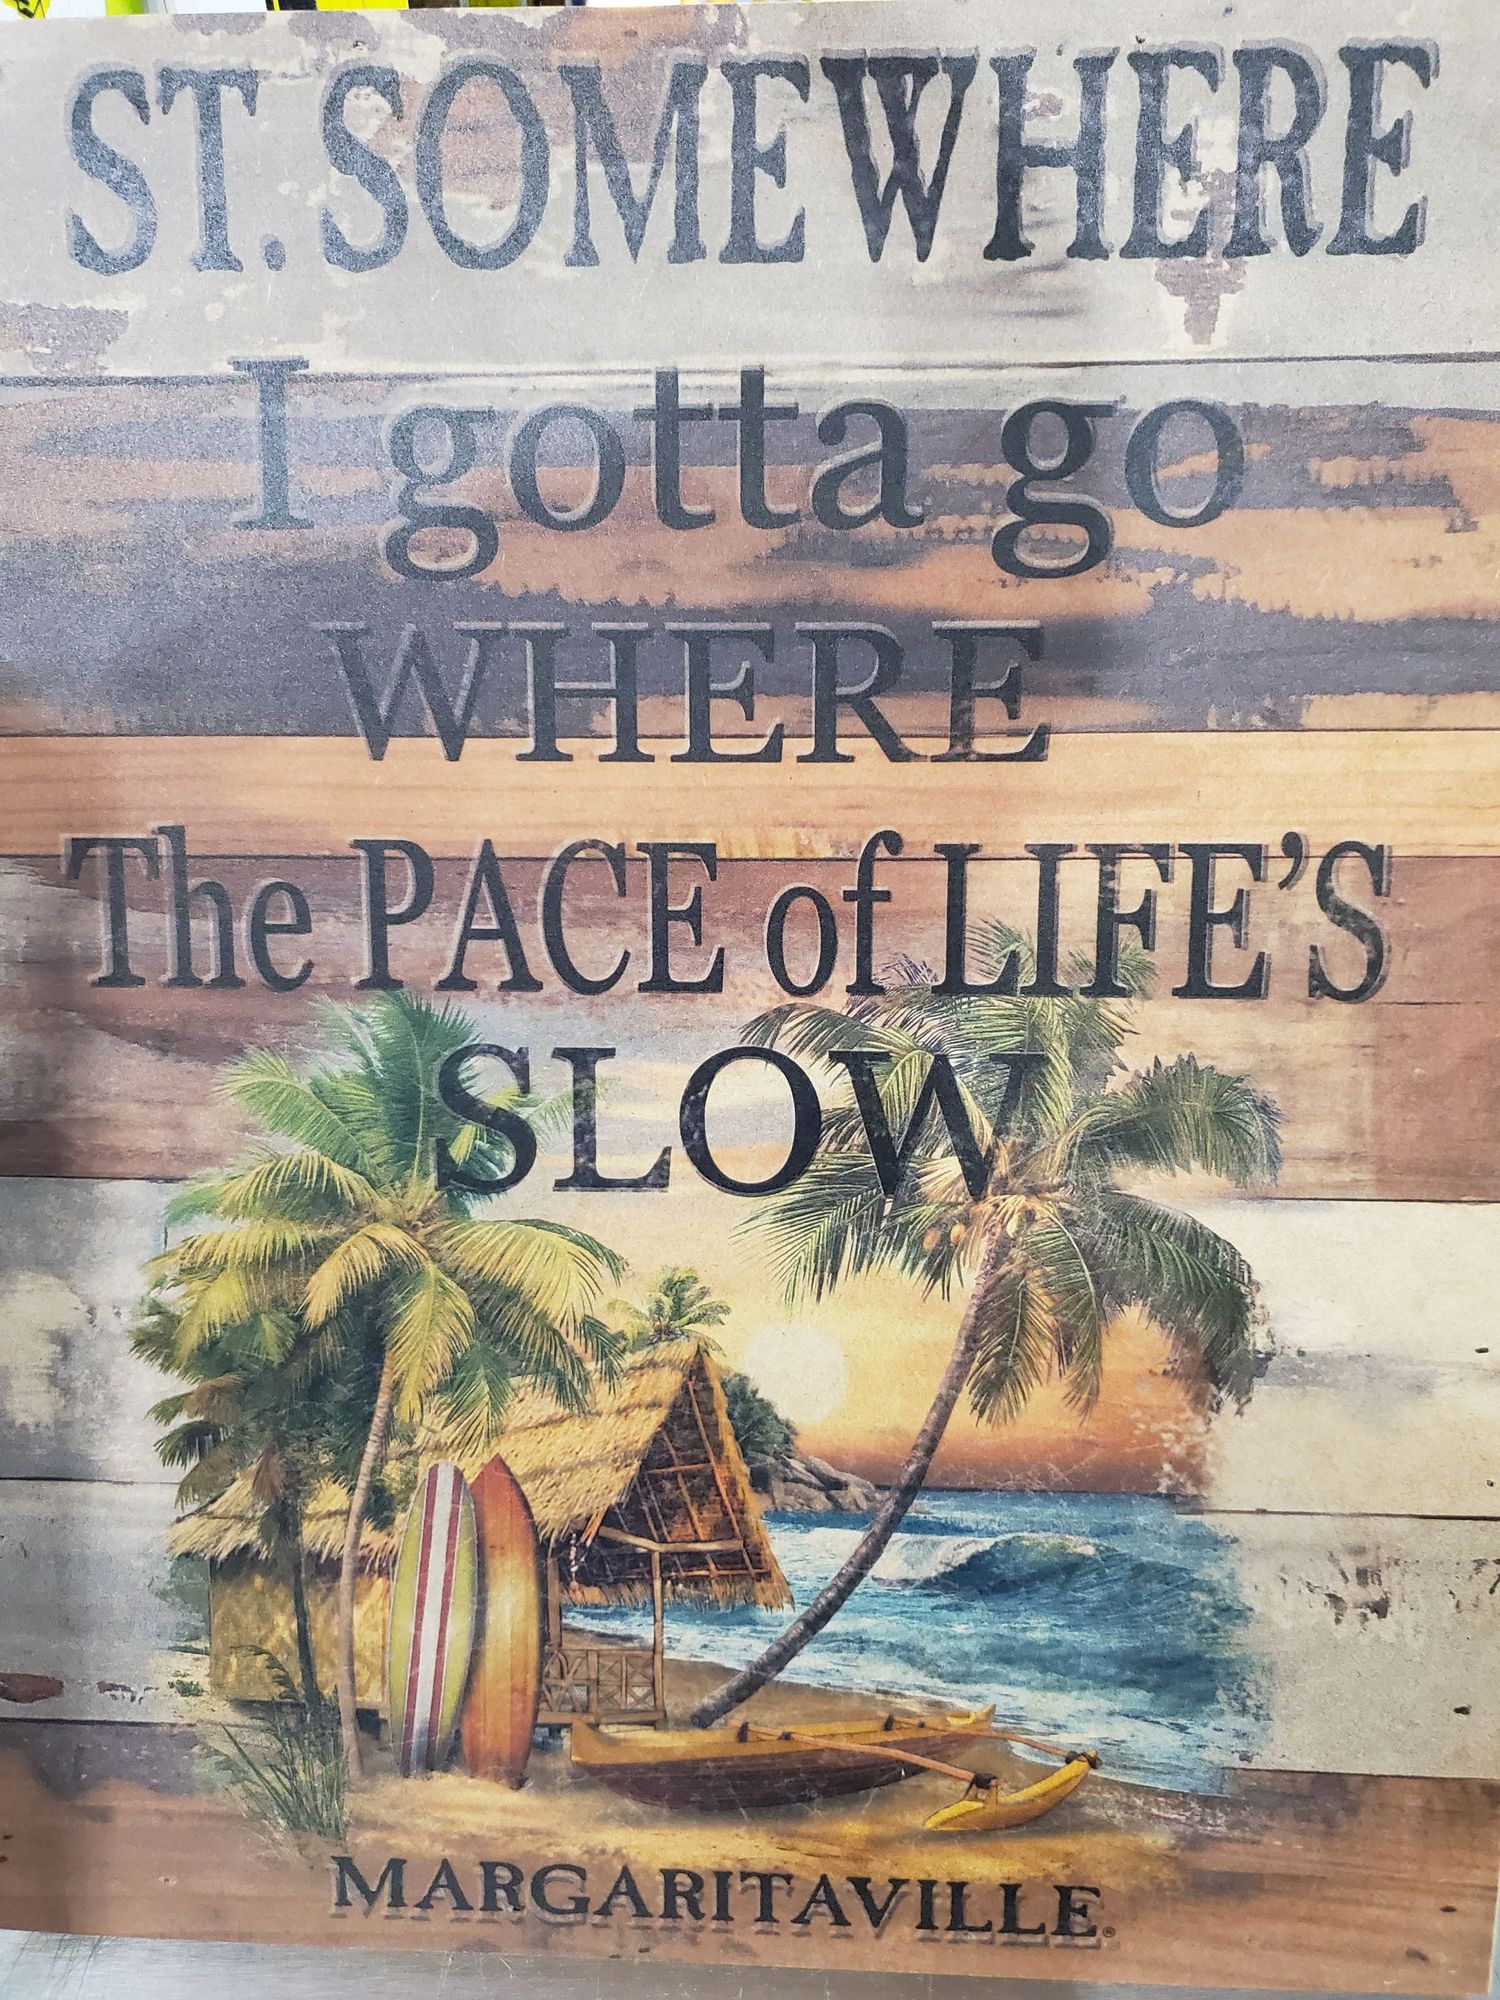 ST. SOMEWHERE
I gotta go
WHERE
The PACE of LIFE'S
SLOW
MARGARITAVILLE®